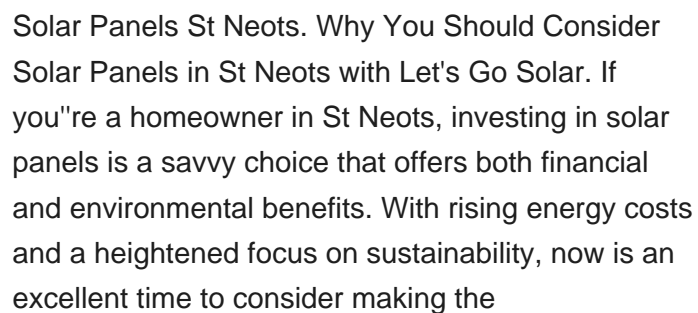 Solar Panels St Neots. Why You Should Consider
Solar Panels in St Neots with Let's Go Solar. If
you"re a homeowner in St Neots, investing in solar
panels is a savvy choice that offers both financial
and environmental benefits. With rising energy costs
and a heightened focus on sustainability, now is an
excellent time to consider making the